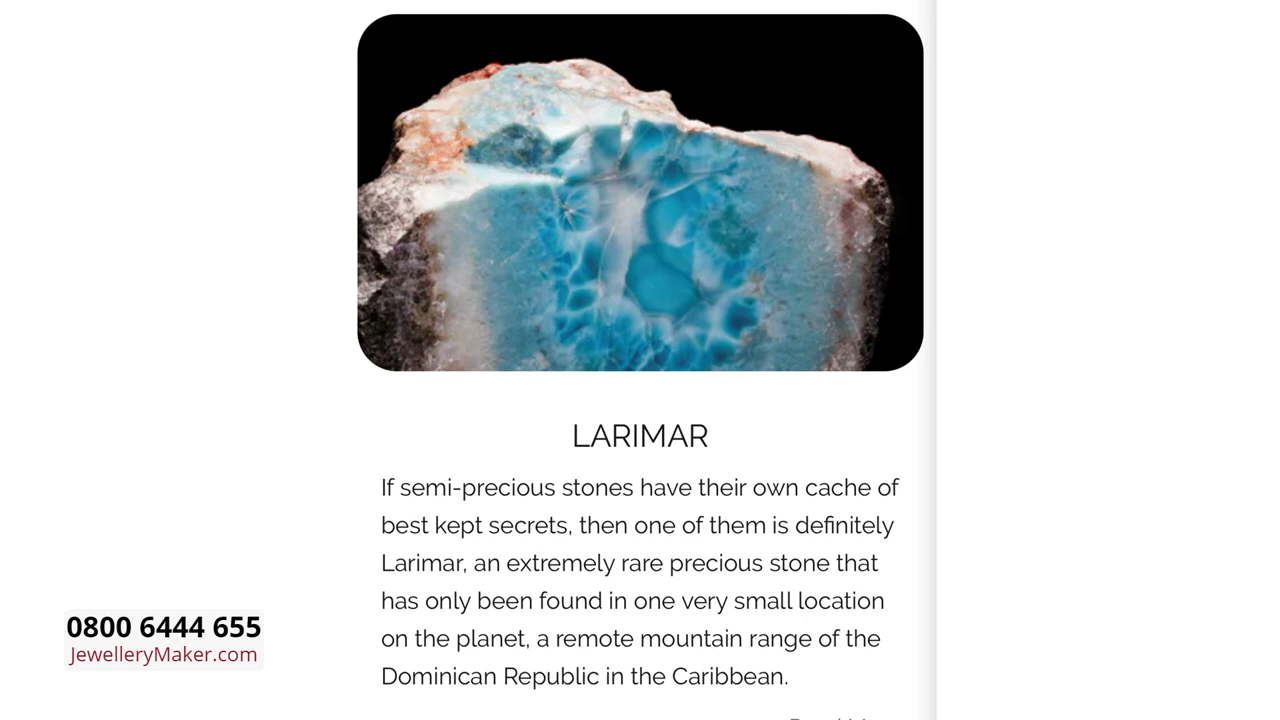 LARIMAR
If semi-precious stones have their own cache of
best kept secrets, then one of them is definitely
Larimar, an extremely rare precious stone that
has only been found in one very small location
on the planet, a remote mountain range of the
Dominican Republic in the Caribbean.
0800 6444 655
JewelleryMaker.com